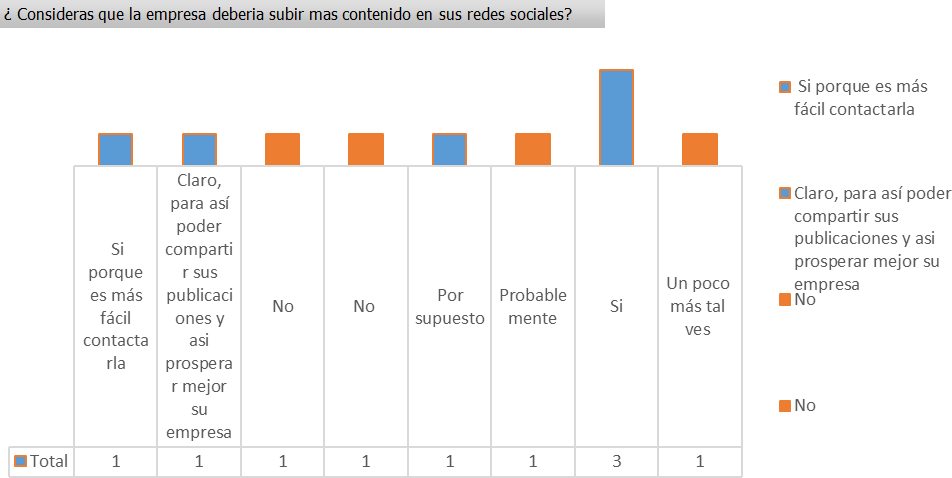 ¿ Consideras que la empresa deberia subir mas contenido en sus redes sociales?
Si
porque
es más
fácil
contacta
rla
Claro,
para así
poder
comparti
r sus
publicaci
ones y
asi
prospera
r mejor
su
empresa
No
No
Por
supuesto
Probable
mente
Si
Un poco
más tal
ves
Total 1 1 1 1 1 1 3 1
Si porque es más
fácil contactarla
Claro, para así poder
compartir sus
publicaciones y asi
prosperar mejor su
empresa
No
No